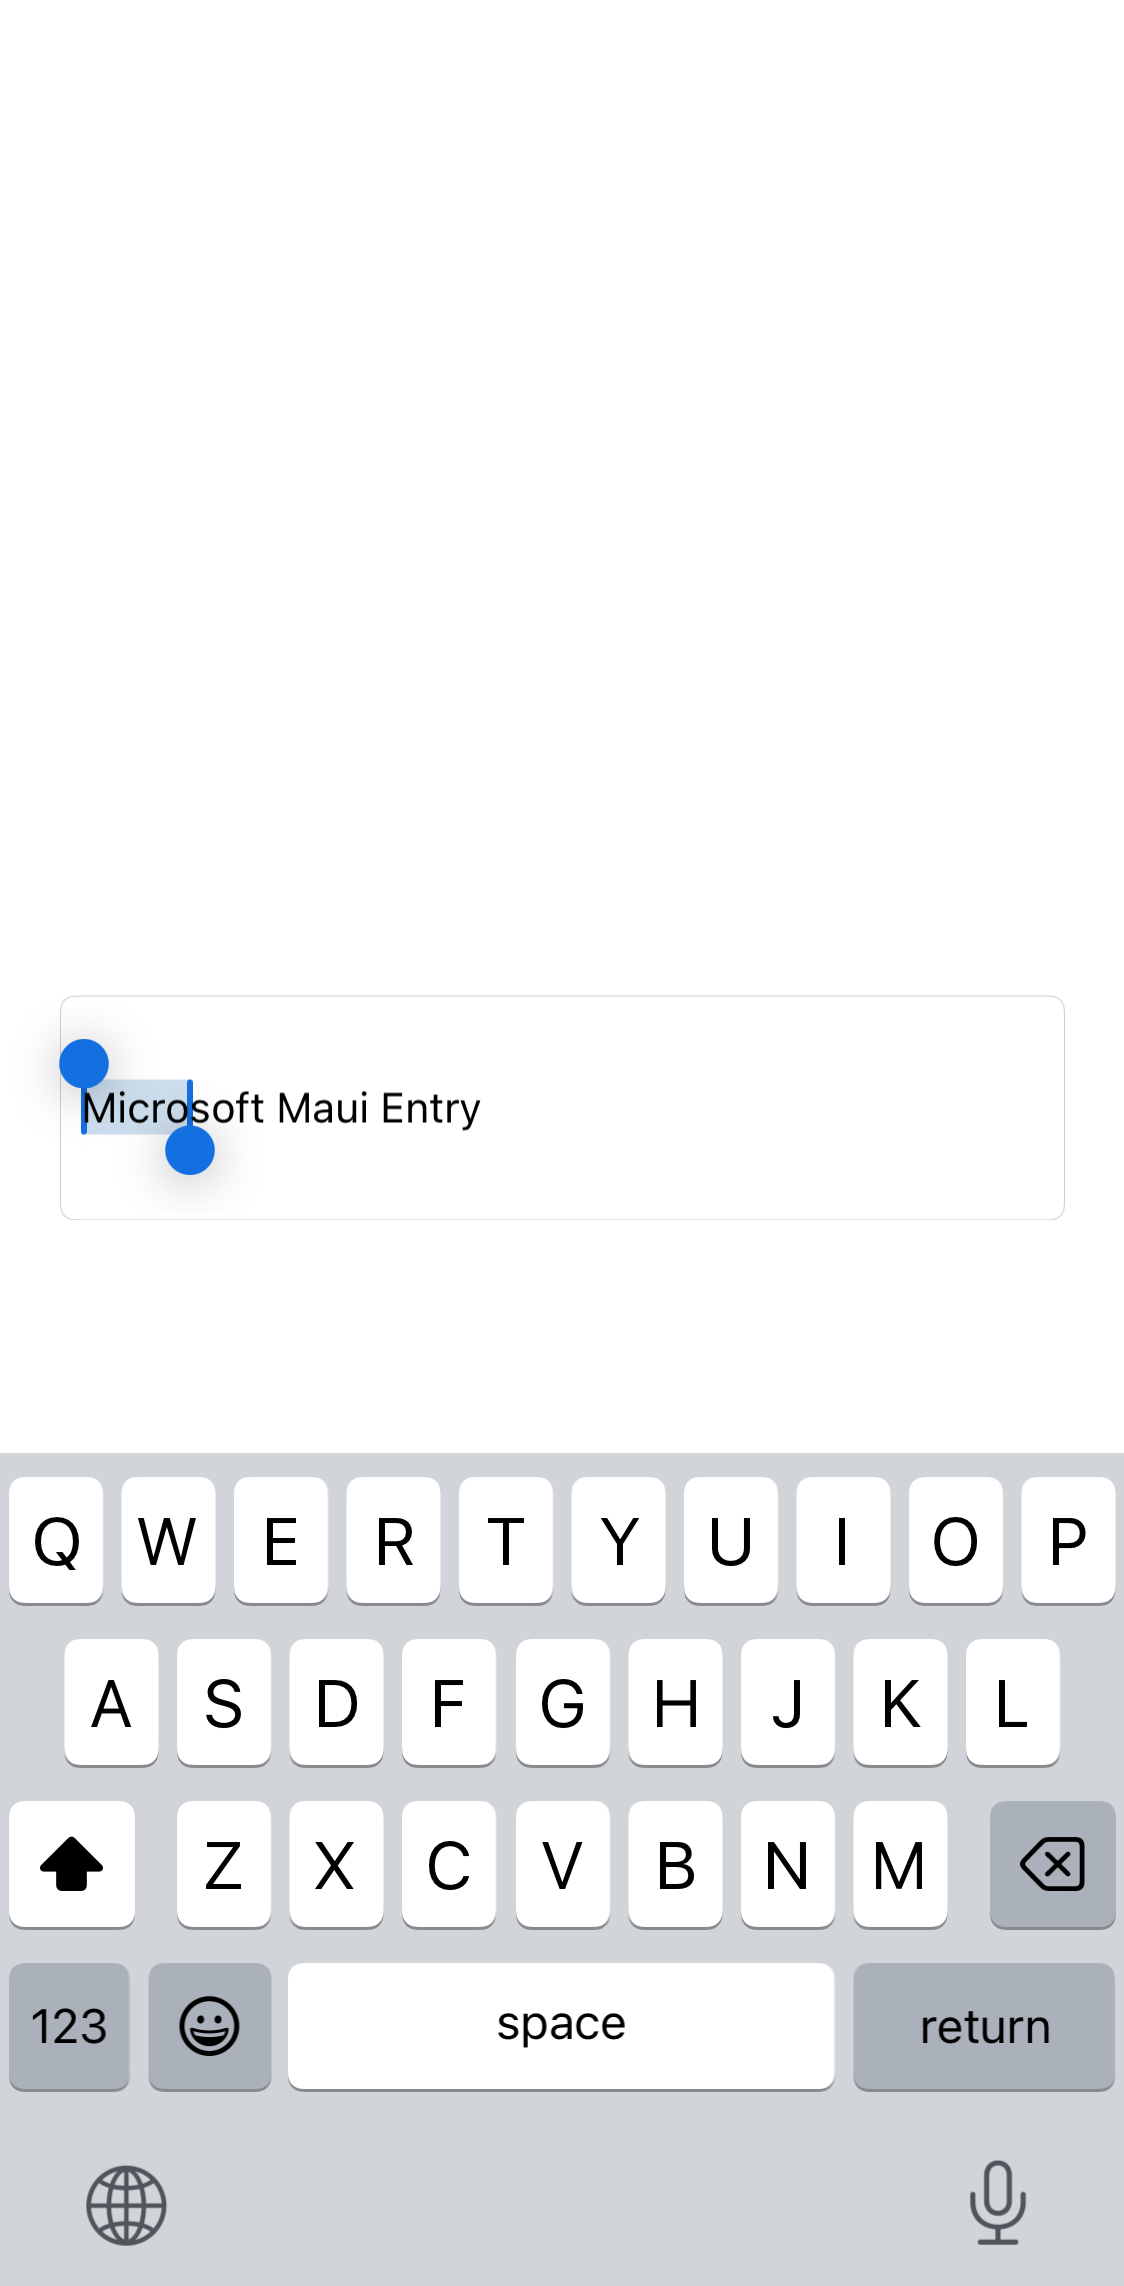 Microsoft Maui Entry
Q W E R T Y U I O P
A S D F G H J K L
Z X C V B N M
123 space return